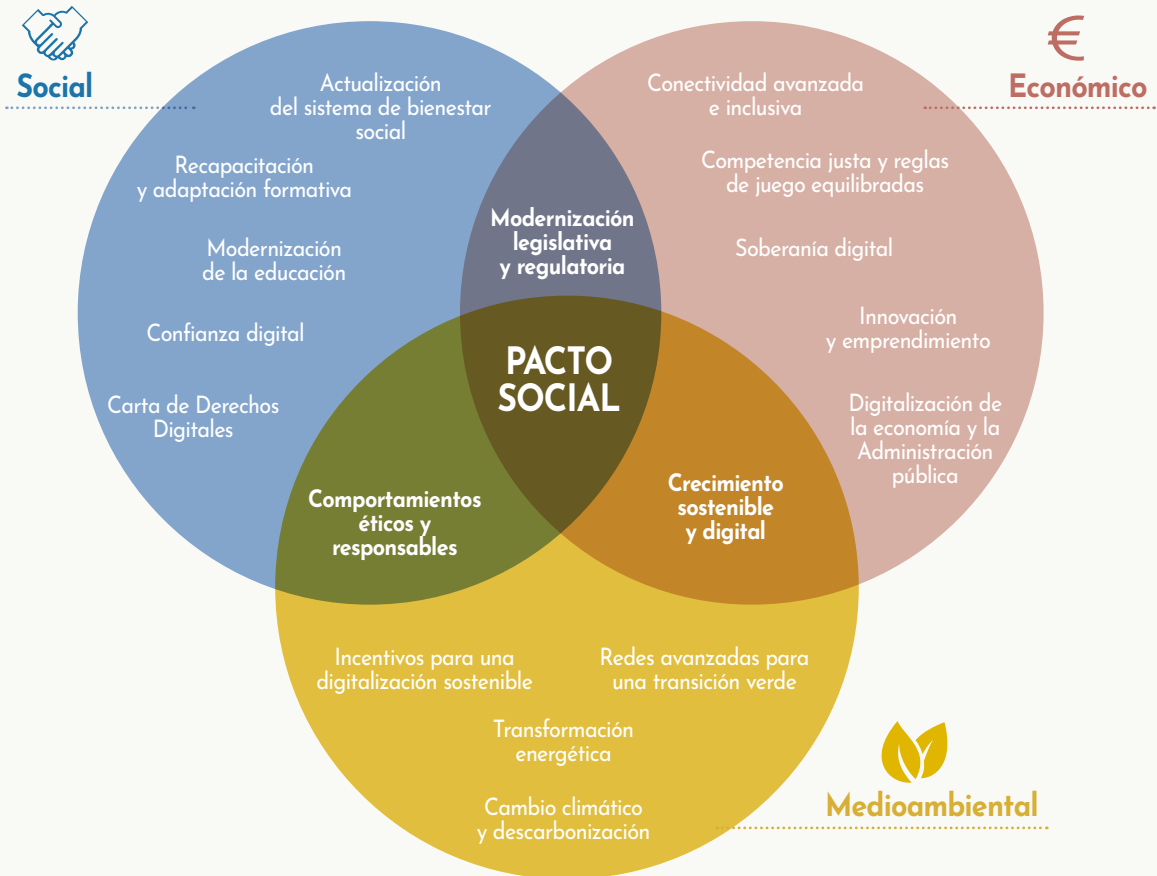 Social
Económico
Actualización
del sistema de bienestar
social
Recapacitación
y adaptación formativa
Modernización
de la educación
Confianza digital
Carta de Derechos
Digitales
Modernización
legislativa
y regulatoria
Conectividad avanzada
e inclusiva
Competencia justa y reglas
de juego equilibradas
Soberanía digital
Innovación
y emprendimiento
Digitalización de
la economía y la
Administración
pública
PACTO
SOCIAL
Comportamientos
éticos y
responsables
Crecimiento
sostenible
y digital
Incentivos para una
digitalización sostenible
Redes avanzadas para
una transición verde
Transformación
energética
Cambio climático
y descarbonización
Medioambiental